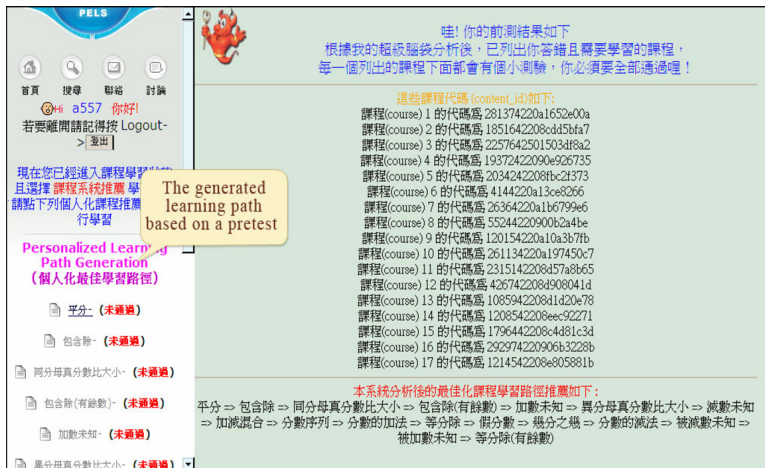 PELS
首頁 搜尋 聯絡 討論
Hi a557 你好!
若要離開請記得按 Logout-
> 登出
現在您已經進入課程學習
且選擇 課程系統推薦 學
請點下列個人化課程推薦
行學習
The generated
learning path
based on a pretest
Personalized Learning
Path Generation
(個人化最佳學習路徑)
平分- (未通過)
包含除- (未通過)
同分母真分數比大小- (未通過)
包含除(有餘數)- (未通過)
加數未知- (未通過)
異分母真分數比大小- (未通過)
哇! 你的前測結果如下
根據我的超級腦袋分析後，已列出你答錯且需要學習的課程，
每一個列出的課程下面都會有個小測驗，你必須要全部通過喔！
這些課程代碼 (content_id)如下:
課程(course) 1 的代碼爲 281374220a1652e00a
課程(course) 2 的代碼爲 1851642208cdd5bfa7
課程(course) 3 的代碼爲 2257642501503df8a2
課程(course) 4 的代碼爲 19372422090e926735
課程(course) 5 的代碼爲 2034242208fbc2f373
課程(course) 6 的代碼爲 4144220a13ce8266
課程(course) 7 的代碼爲 26364220a1b6799e6
課程(course) 8 的代碼爲 55244220900b2a4be
課程(course) 9 的代碼爲 120154220a10a3b7fb
課程(course) 10 的代碼爲 261134220a197450c7
課程(course) 11 的代碼爲 2315142208d57a8b65
課程(course) 12 的代碼爲 426742208d908041d
課程(course) 13 的代碼爲 1085942208d1d20e78
課程(course) 14 的代碼爲 1208542208eec92271
課程(course) 15 的代碼爲 1796442208c4d81c3d
課程(course) 16 的代碼爲 292974220906b3228b
課程(course) 17 的代碼爲 1214542208e805881b
本系統分析後的最佳化課程學習路徑推薦如下 :
平分 => 包含除 => 同分母真分數比大小 => 包含除(有餘數) => 加數未知 => 異分母真分數比大小 => 減數未知
=> 加減混合 => 分數序列 => 分數的加法 => 等分除 => 假分數 => 幾分之幾 => 分數的減法 => 被減數未知 =>
被加數未知 => 等分除(有餘數)